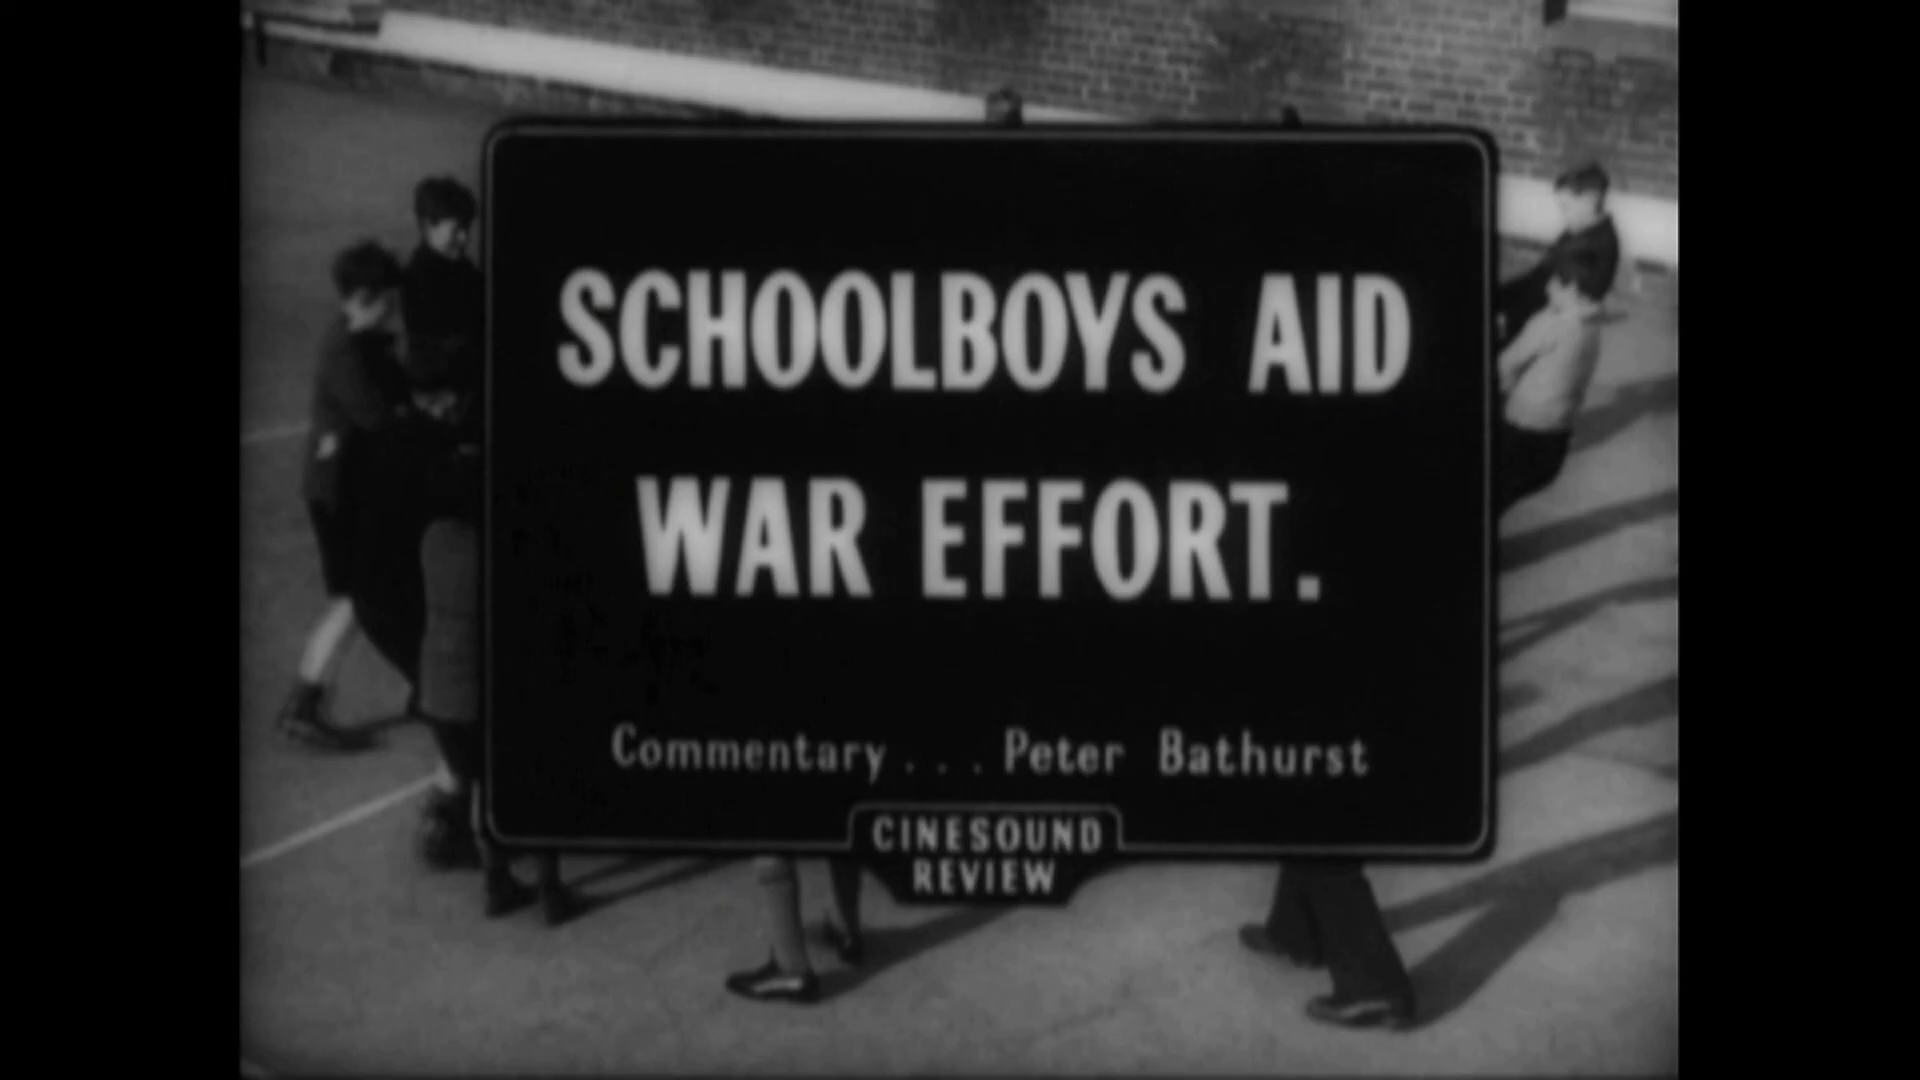 SCHOOLBOYS AID
WAR EFFORT.
Commentary . . . Peter Bathurst
CINESOUND
REVIEW